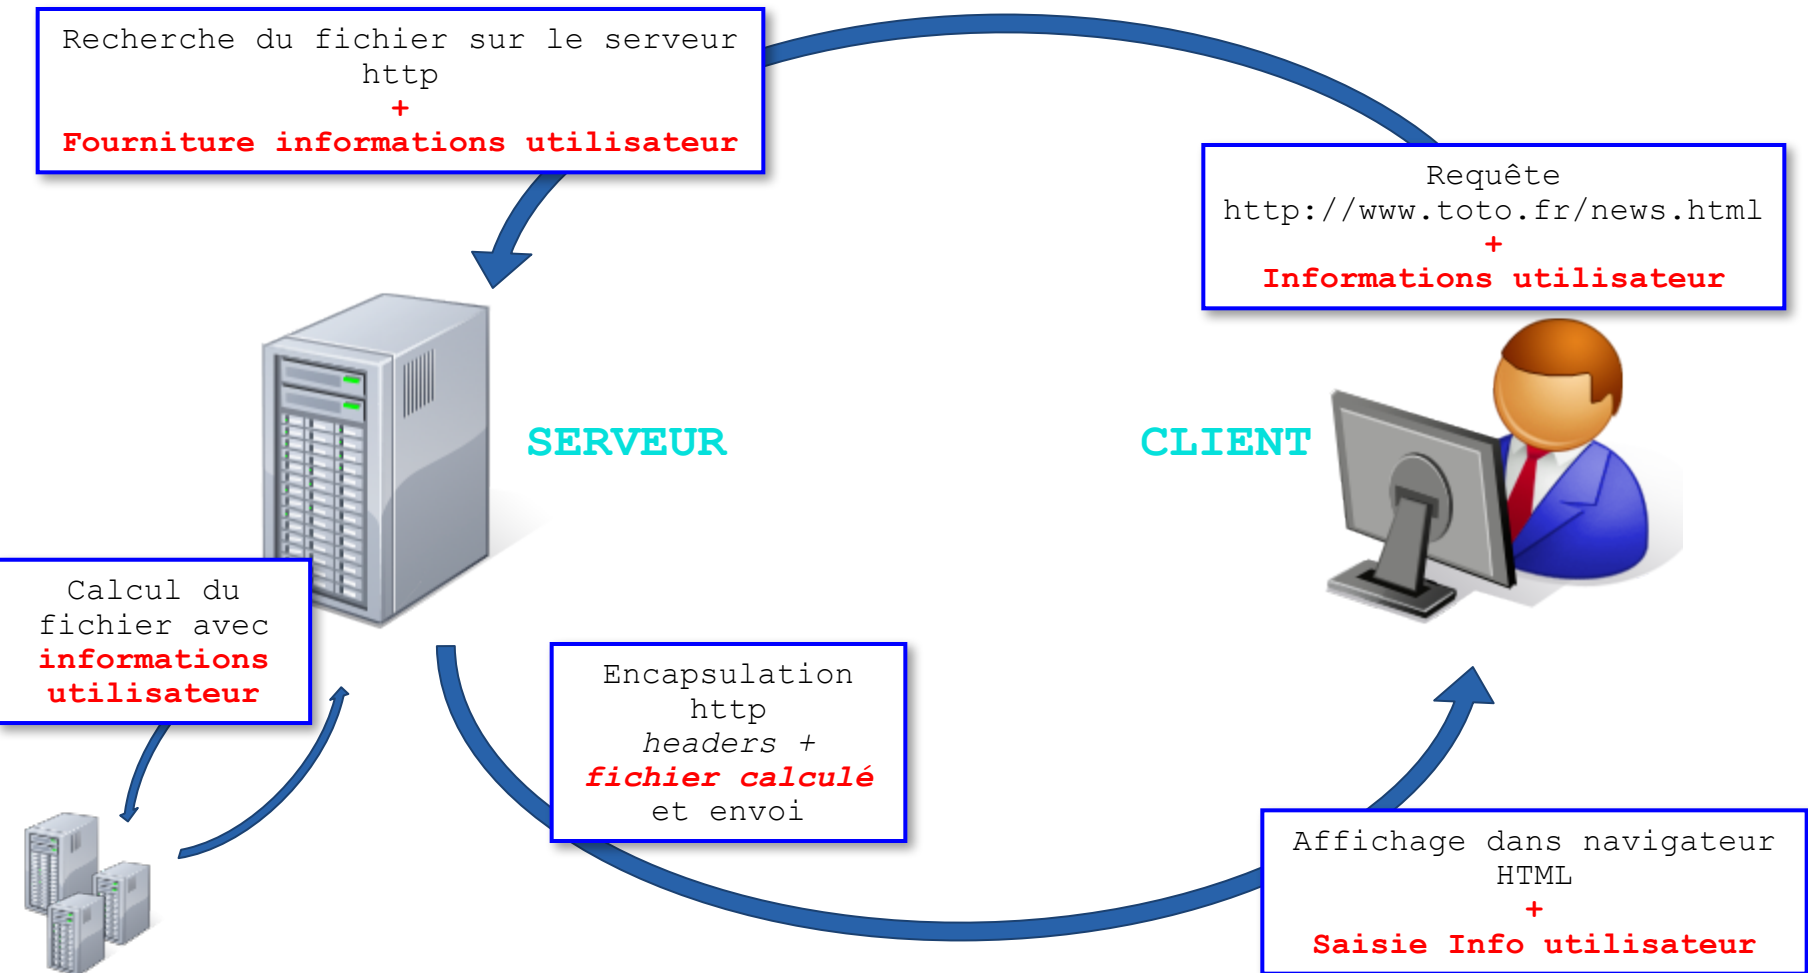 Recherche du fichier sur le serveur
http
+
Fourniture informations utilisateur
Requête
http://www.toto.fr/news.html
+
Informations utilisateur
SERVEUR
CLIENT
Calcul du
fichier avec
informations
utilisateur
Encapsulation
http
headers +
fichier calculé
et envoi
Affichage dans navigateur
HTML
+
Saisie Info utilisateur